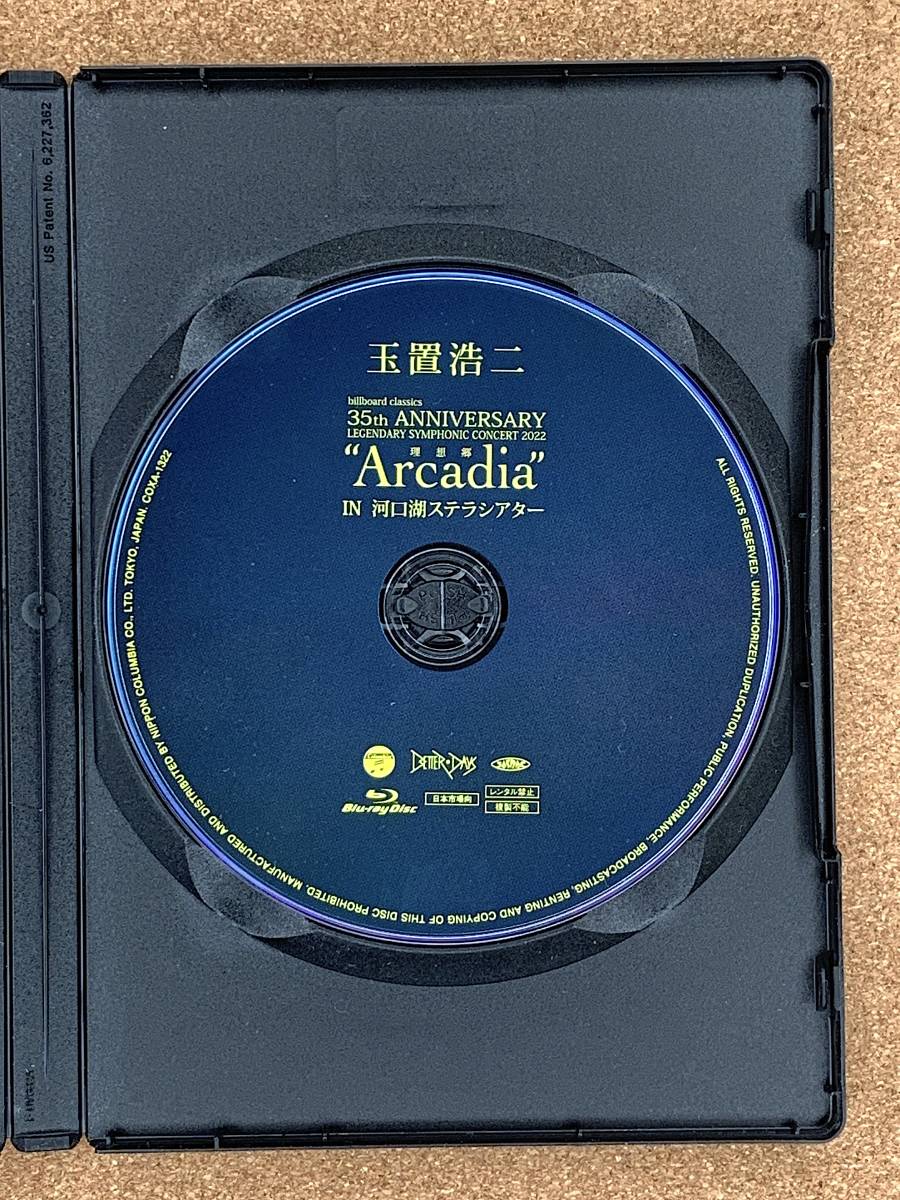 US Patent No. 6,227,362
玉置浩二
billboard classics
35th ANNIVERSARY
LEGENDARY SYMPHONIC CONCERT 2022
理想郷
“Arcadia”
IN 河口湖ステラシアター
BETTER・DAYS
Blu-ray Disc
日本市場向
レンタル禁止
複製不能
ALL RIGHTS RESERVED. UNAUTHORIZED DUPLICATION, PUBLIC PERFORMANCE, BROADCASTING, RENTING AND COPYING OF THIS DISC PROHIBITED. MANUFACTURED AND DISTRIBUTED BY NIPPON COLUMBIA CO., LTD. TOKYO, JAPAN. COXA-1322